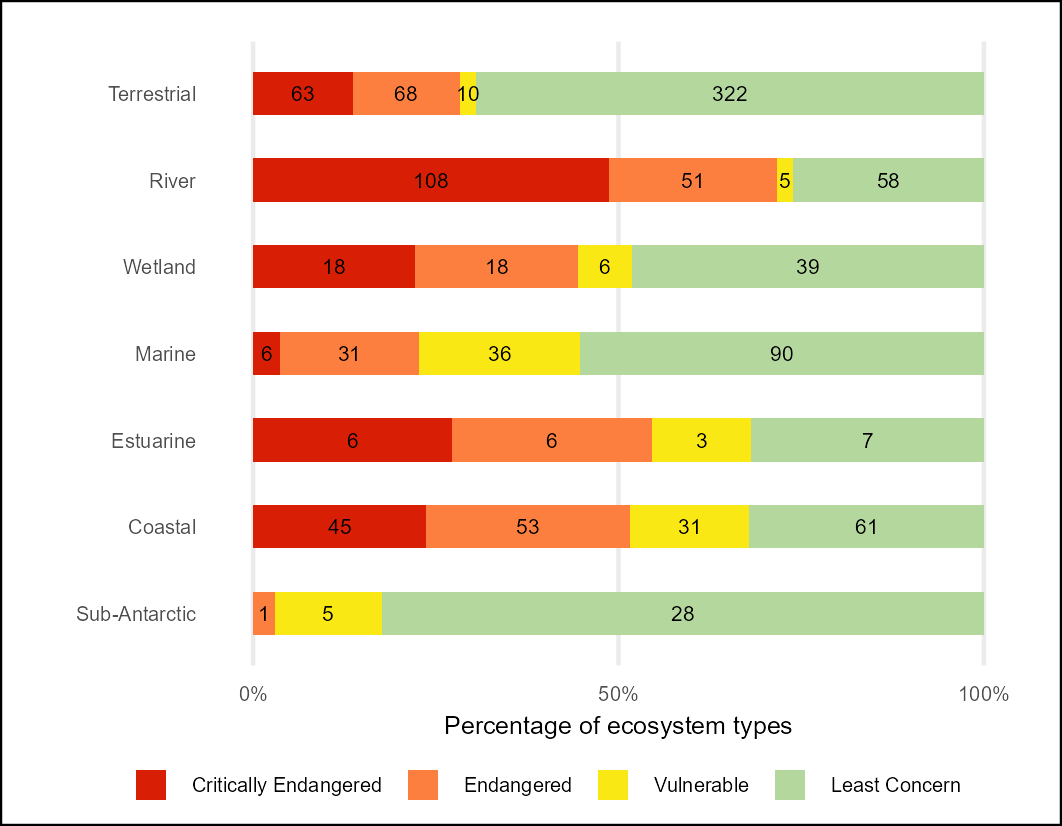 Terrestrial 63 68 10 322
River 108 51 5 58
Wetland 18 18 6 39
Marine 6 31 36 90
Estuarine 6 6 3 7
Coastal 45 53 31 61
Sub-Antarctic 1 5 28
0% 50% 100%
Percentage of ecosystem types
Critically Endangered Endangered Vulnerable Least Concern